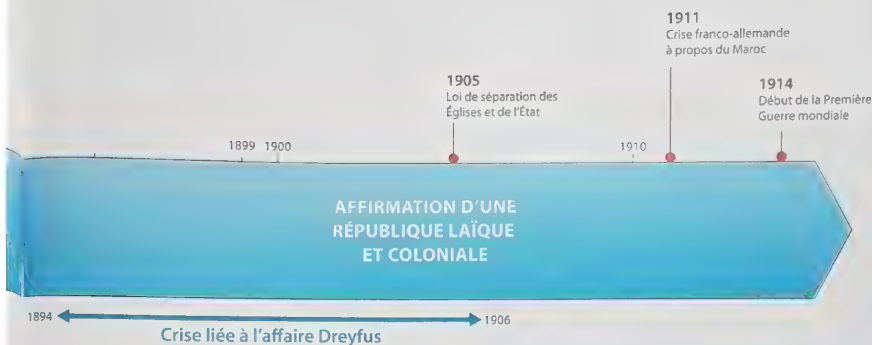 1911
Crise franco-allemande
à propos du Maroc
1905
Loi de séparation des
Églises et de l'État
1914
Début de la Première
Guerre mondiale
1899 1900
1910
AFFIRMATION D'UNE
RÉPUBLIQUE LAÏQUE
ET COLONIALE
1894
1906
Crise liée à l'affaire Dreyfus